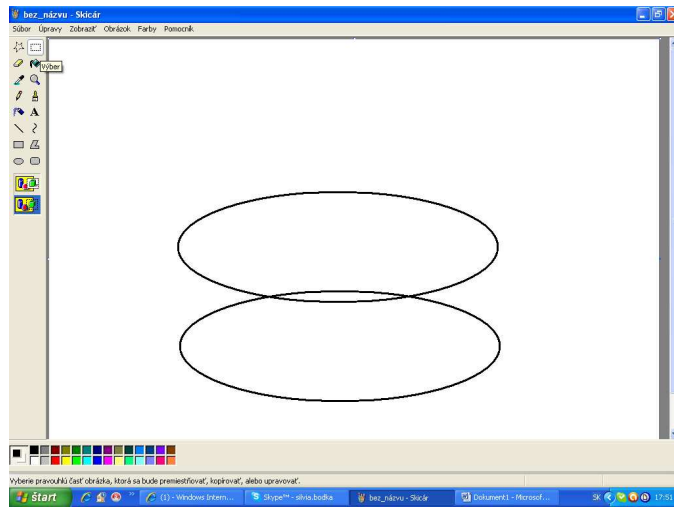 bez_názvu - Skicár
Súbor Úpravy Zobraziť Obrázok Farby Pomocník
Výber
A
Vyberie pravouhlú časť obrázka, ktorá sa bude premiestňovať, kopírovať, alebo upravovať.
štart
(1) - Windows Intern...
Skype™ - silvia.bodka
bez_názvu - Skicár
Dokument1 - Microsof...
SK
17:51